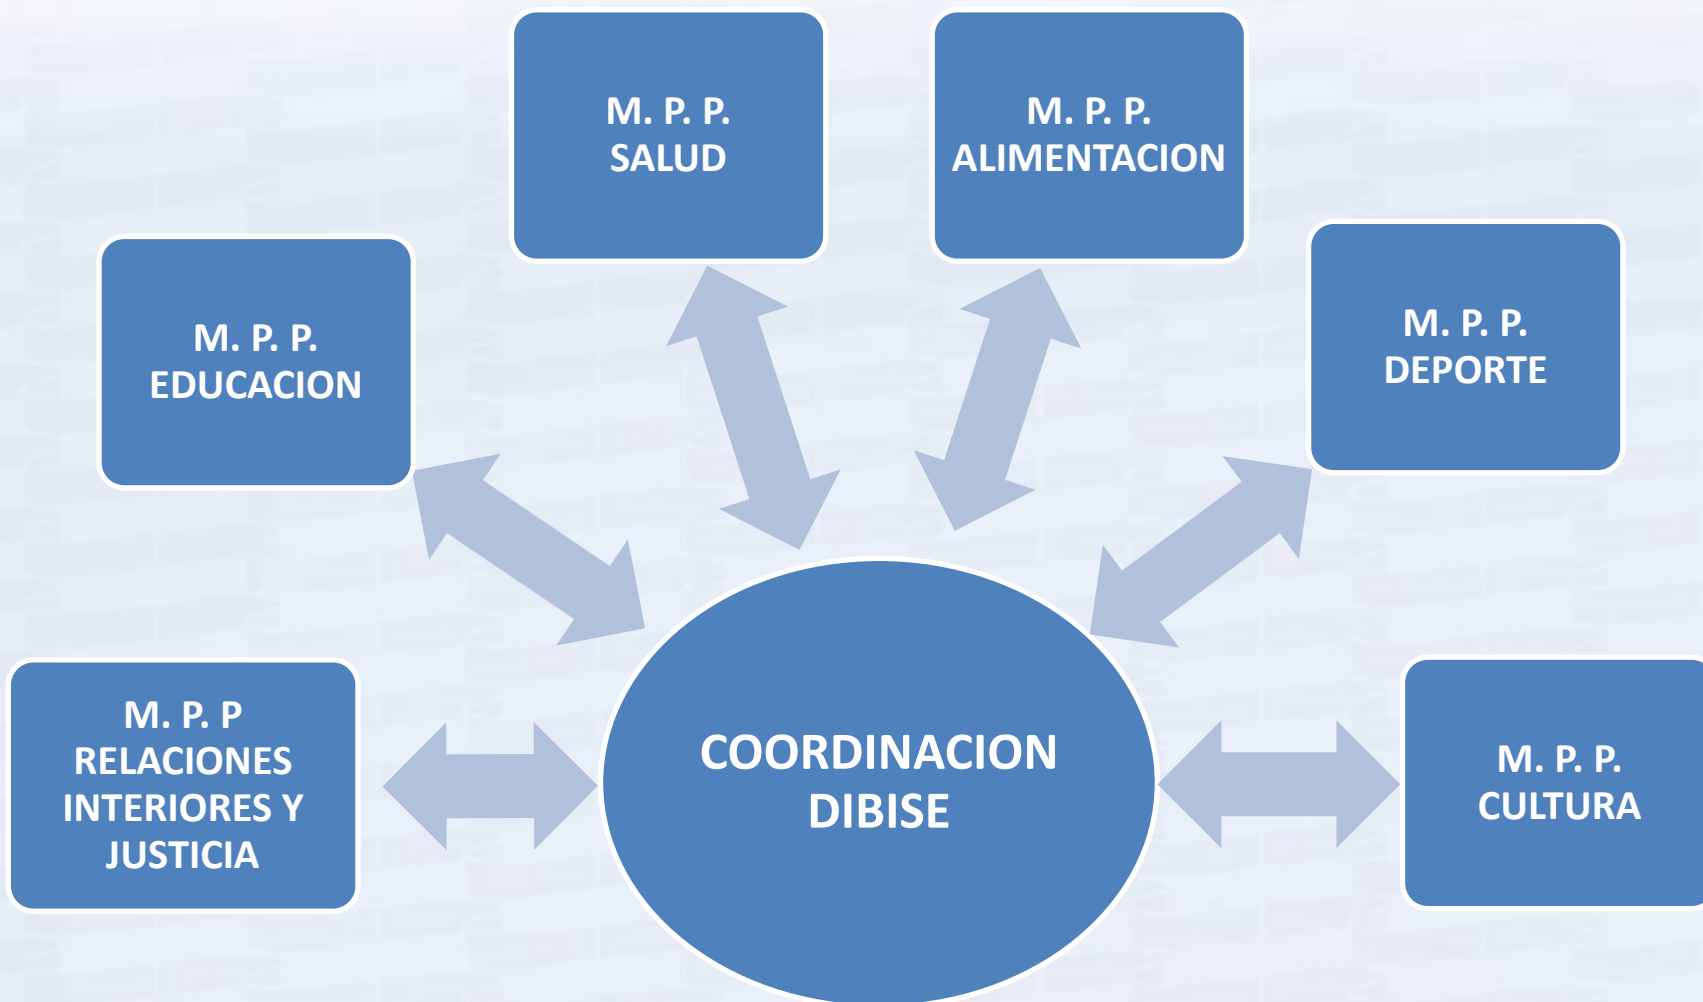 M. P. P.
SALUD
M. P. P.
ALIMENTACION
M. P. P.
EDUCACION
M. P. P.
DEPORTE
M. P. P
RELACIONES
INTERIORES Y
JUSTICIA
COORDINACION
DIBISE
M. P. P.
CULTURA